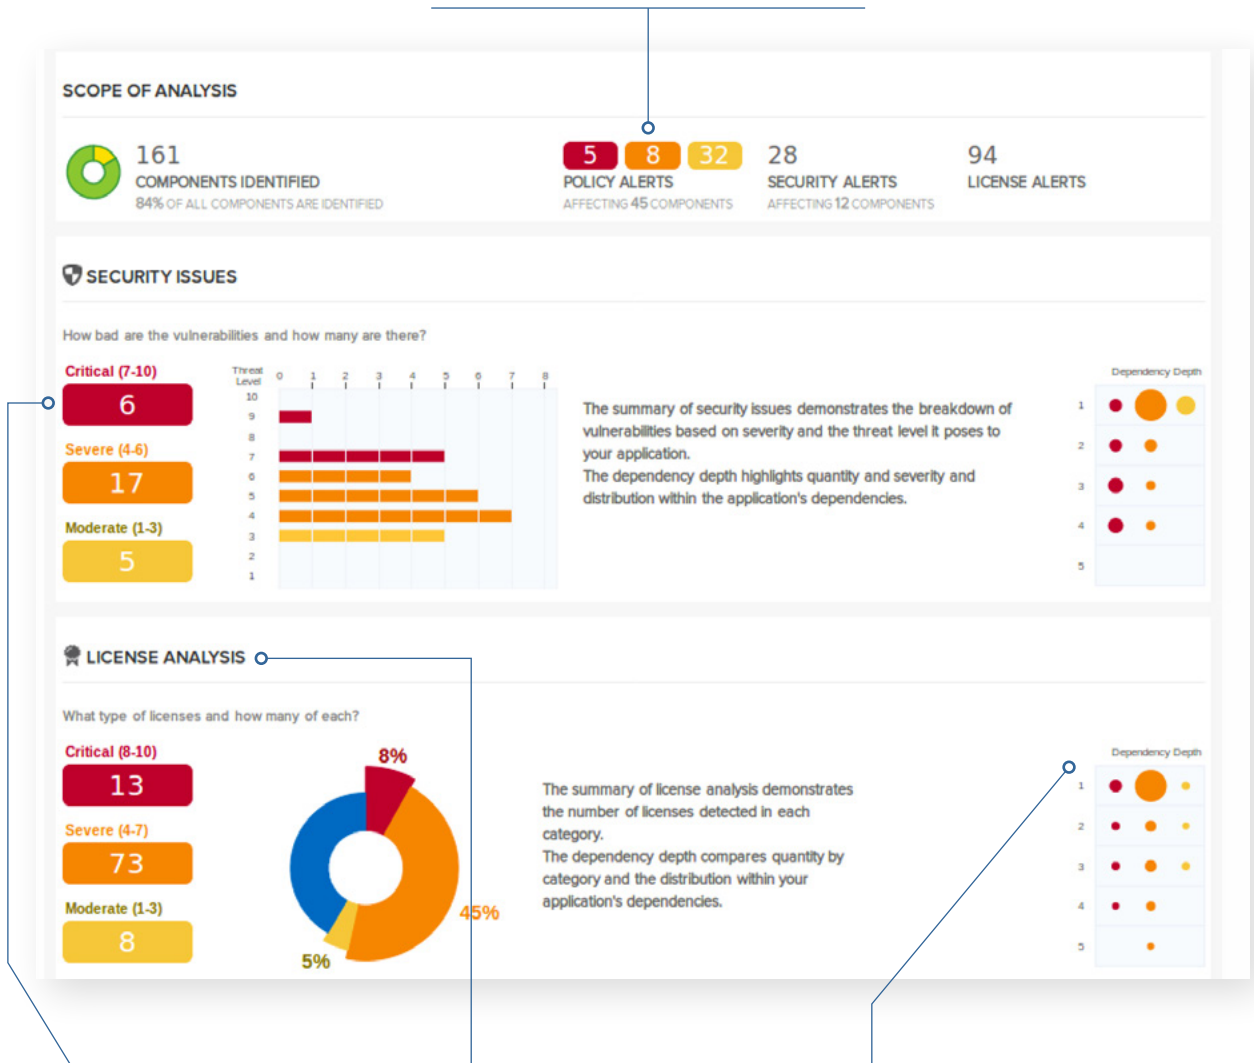 SCOPE OF ANALYSIS
161
COMPONENTS IDENTIFIED
84% OF ALL COMPONENTS ARE IDENTIFIED
5 8 32
POLICY ALERTS
AFFECTING 45 COMPONENTS
28
SECURITY ALERTS
AFFECTING 12 COMPONENTS
94
LICENSE ALERTS
SECURITY ISSUES
How bad are the vulnerabilities and how many are there?
Critical (7-10)
6
Severe (4-6)
17
Moderate (1-3)
5
Threat
Level
0 1 2 3 4 5 6 7 8
10
9
8
7
6
5
4
3
2
1
The summary of security issues demonstrates the breakdown of
vulnerabilities based on severity and the threat level it poses to
your application.
The dependency depth highlights quantity and severity and
distribution within the application's dependencies.
Dependency Depth
1
2
3
4
5
LICENSE ANALYSIS
What type of licenses and how many of each?
Critical (8-10)
13
Severe (4-7)
73
Moderate (1-3)
8
8%
45%
5%
The summary of license analysis demonstrates
the number of licenses detected in each
category.
The dependency depth compares quantity by
category and the distribution within your
application's dependencies.
Dependency Depth
1
2
3
4
5